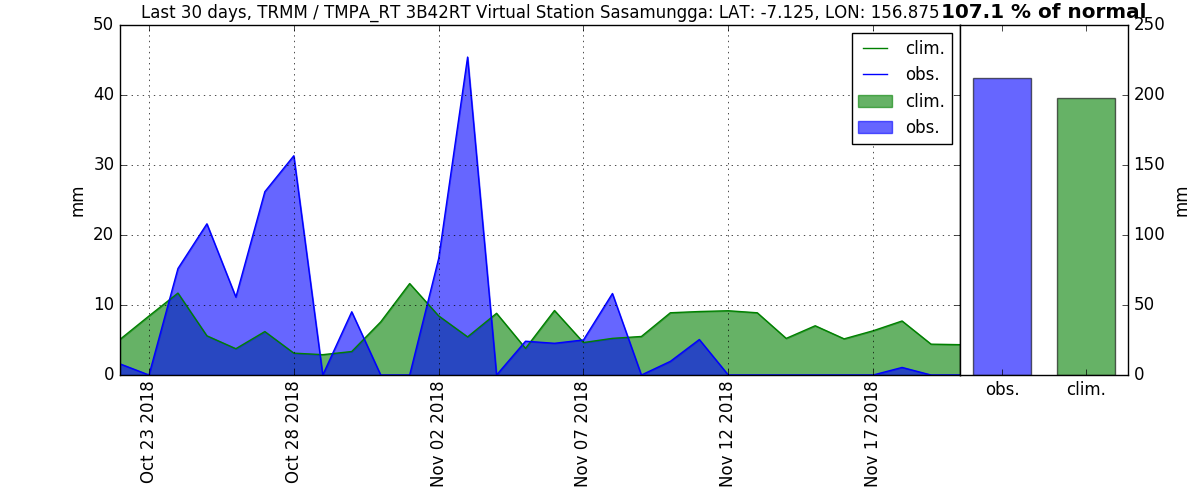 Last 30 days, TRMM / TMPA_RT 3B42RT Virtual Station Sasamungga: LAT: -7.125, LON: 156.875
107.1 % of normal
50
40
30
20
10
0
mm
clim.
obs.
clim.
obs.
250
200
150
100
50
0
mm
obs.
clim.
Oct 23 2018
Oct 28 2018
Nov 02 2018
Nov 07 2018
Nov 12 2018
Nov 17 2018